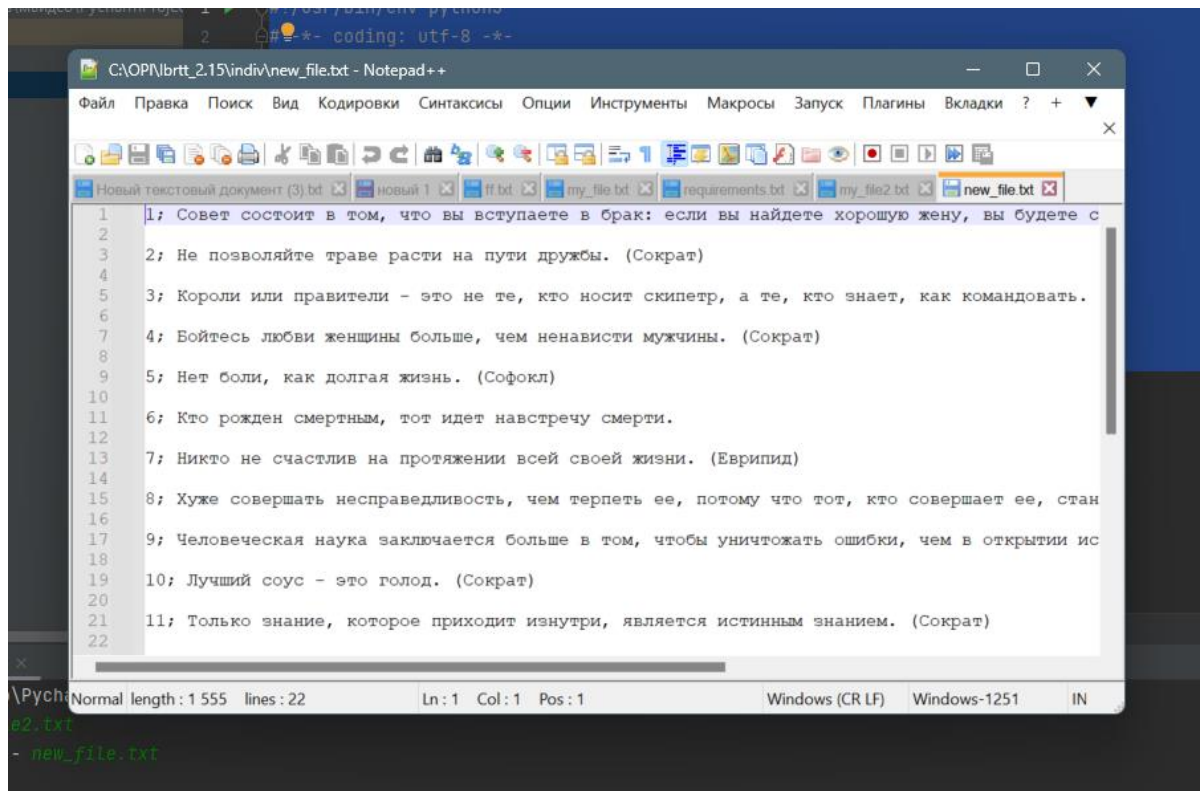 1 #!/usr/bin/env python3
2 # -*- coding: utf-8 -*-
C:\OPI\lbrtt_2.15\indiv\new_file.txt - Notepad++
Файл Правка Поиск Вид Кодировки Синтаксисы Опции Инструменты Макросы Запуск Плагины Вкладки ? + ▼
Новый текстовый документ (3).txt новый 1 ff.txt my_file.txt requirements.txt my_file2.txt new_file.txt
1 1; Совет состоит в том, что вы вступаете в брак: если вы найдете хорошую жену, вы будете с
2
3 2; Не позволяйте траве расти на пути дружбы. (Сократ)
4
5 3; Короли или правители - это не те, кто носит скипетр, а те, кто знает, как командовать.
6
7 4; Бойтесь любви женщины больше, чем ненависти мужчины. (Сократ)
8
9 5; Нет боли, как долгая жизнь. (Софокл)
10
11 6; Кто рожден смертным, тот идет навстречу смерти.
12
13 7; Никто не счастлив на протяжении всей своей жизни. (Еврипид)
14
15 8; Хуже совершать несправедливость, чем терпеть ее, потому что тот, кто совершает ее, стан
16
17 9; Человеческая наука заключается больше в том, чтобы уничтожать ошибки, чем в открытии ис
18
19 10; Лучший соус - это голод. (Сократ)
20
21 11; Только знание, которое приходит изнутри, является истинным знанием. (Сократ)
22
Normal length : 1 555 lines : 22 Ln : 1 Col : 1 Pos : 1 Windows (CR LF) Windows-1251 IN
\Pycha
e2.txt
- new_file.txt